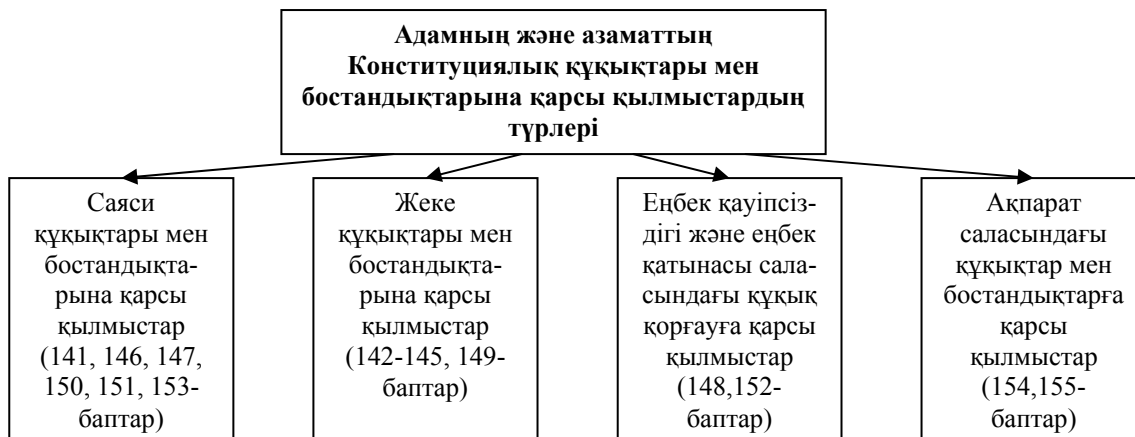 Адамның және азаматтың
Конституциялық құқықтары мен
бостандықтарына қарсы қылмыстардың
түрлері
Саяси
құқықтары мен
бостандықта-
рына қарсы
қылмыстар
(141, 146, 147,
150, 151, 153-
баптар)
Жеке
құқықтары мен
бостандықта-
рына қарсы
қылмыстар
(142-145, 149-
баптар)
Еңбек қауіпсіз-
дігі және еңбек
қатынасы сала-
сындағы құқық
қорғауға қарсы
қылмыстар
(148,152-
баптар)
Ақпарат
саласындағы
құқықтар мен
бостандықтарға
қарсы
қылмыстар
(154,155-
баптар)